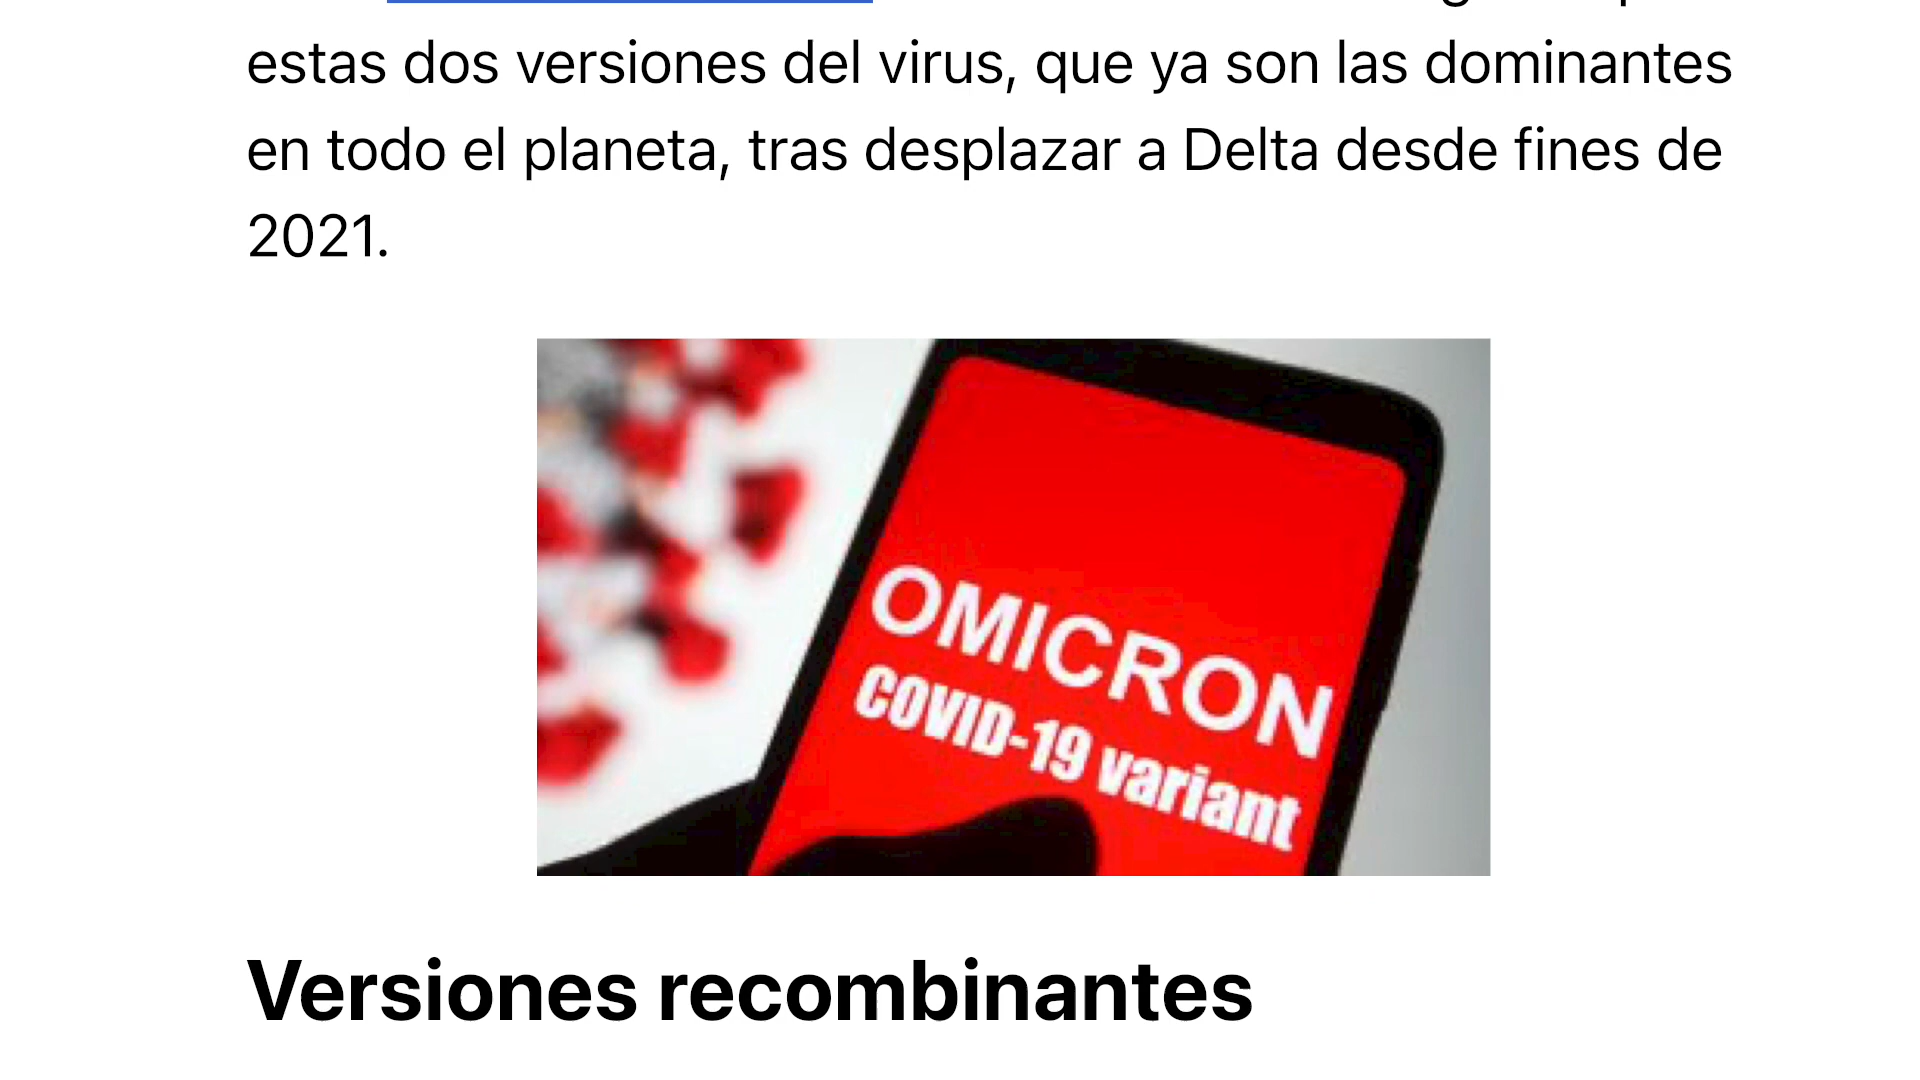 estas dos versiones del virus, que ya son las dominantes
en todo el planeta, tras desplazar a Delta desde fines de
2021.
OMICRON
COVID-19 variant
Versiones recombinantes